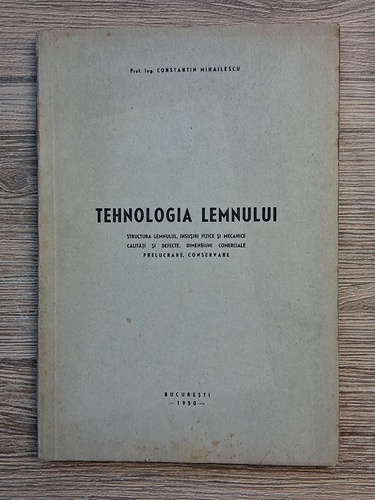 Prof. Ing. CONSTANTIN MIHAILESCU
TEHNOLOGIA LEMNULUI
STRUCTURA LEMNULUI, INSUȘIRI FIZICE ȘI MECANICE
CALITĂȚI ȘI DEFECTE, DIMENSIUNI COMERCIALE
PRELUCRARE, CONSERVARE
BUCUREȘTI
— 1950 —